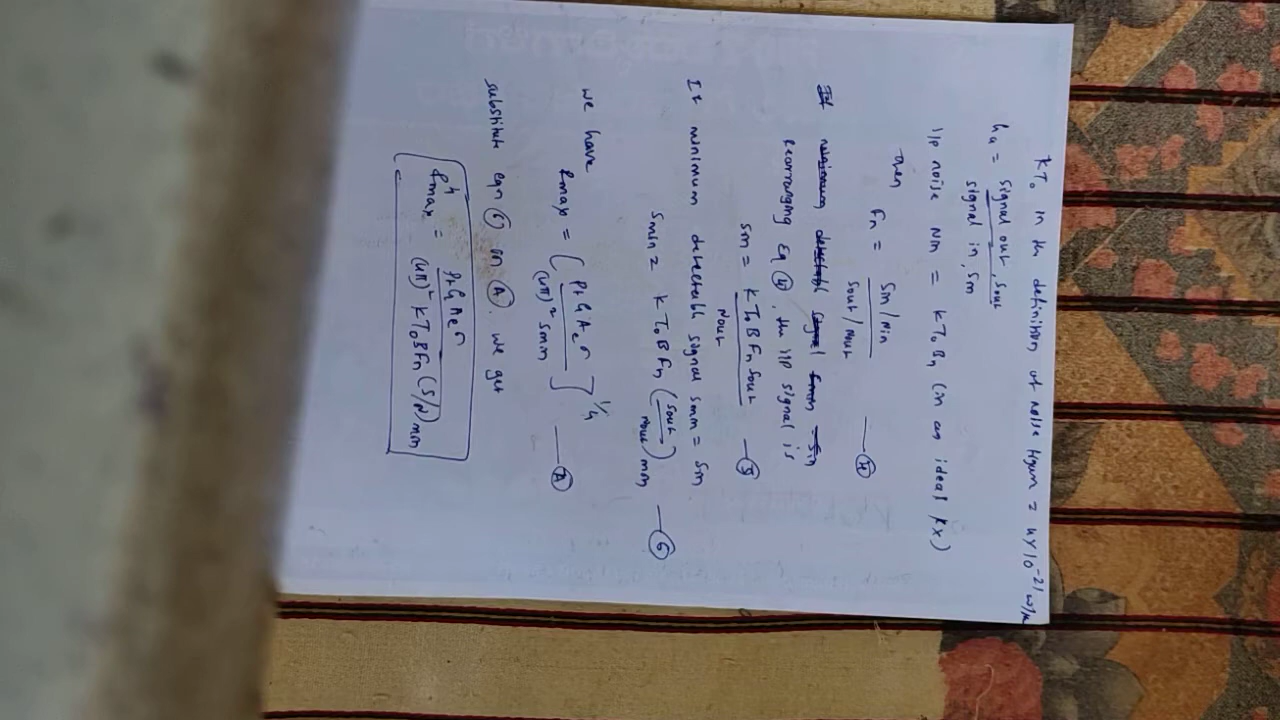 KT₀ in the definition of noise figure = 4×10⁻²¹ W/Hz
ha = signal out, Sout / signal in, Sin
i/p noise Nin = KT₀Bn (in an ideal Rx)
then Fn = Sin/Nin / Sout/Nout — (4)
Rearranging Eq (4), the i/p signal is
Sin = KT₀BFn Sout / Nout — (5)
If minimum detectable signal Smin = Sin
Smin = KT₀BFn (Sout / Nout) min — (6)
we have Rmax = [PtGAeσ / (4π)² Smin]^1/4 — (A)
substitute eqn (6) in (A). we get
R⁴max = PtGAeσ / (4π)² KT₀BFn (S/N)min